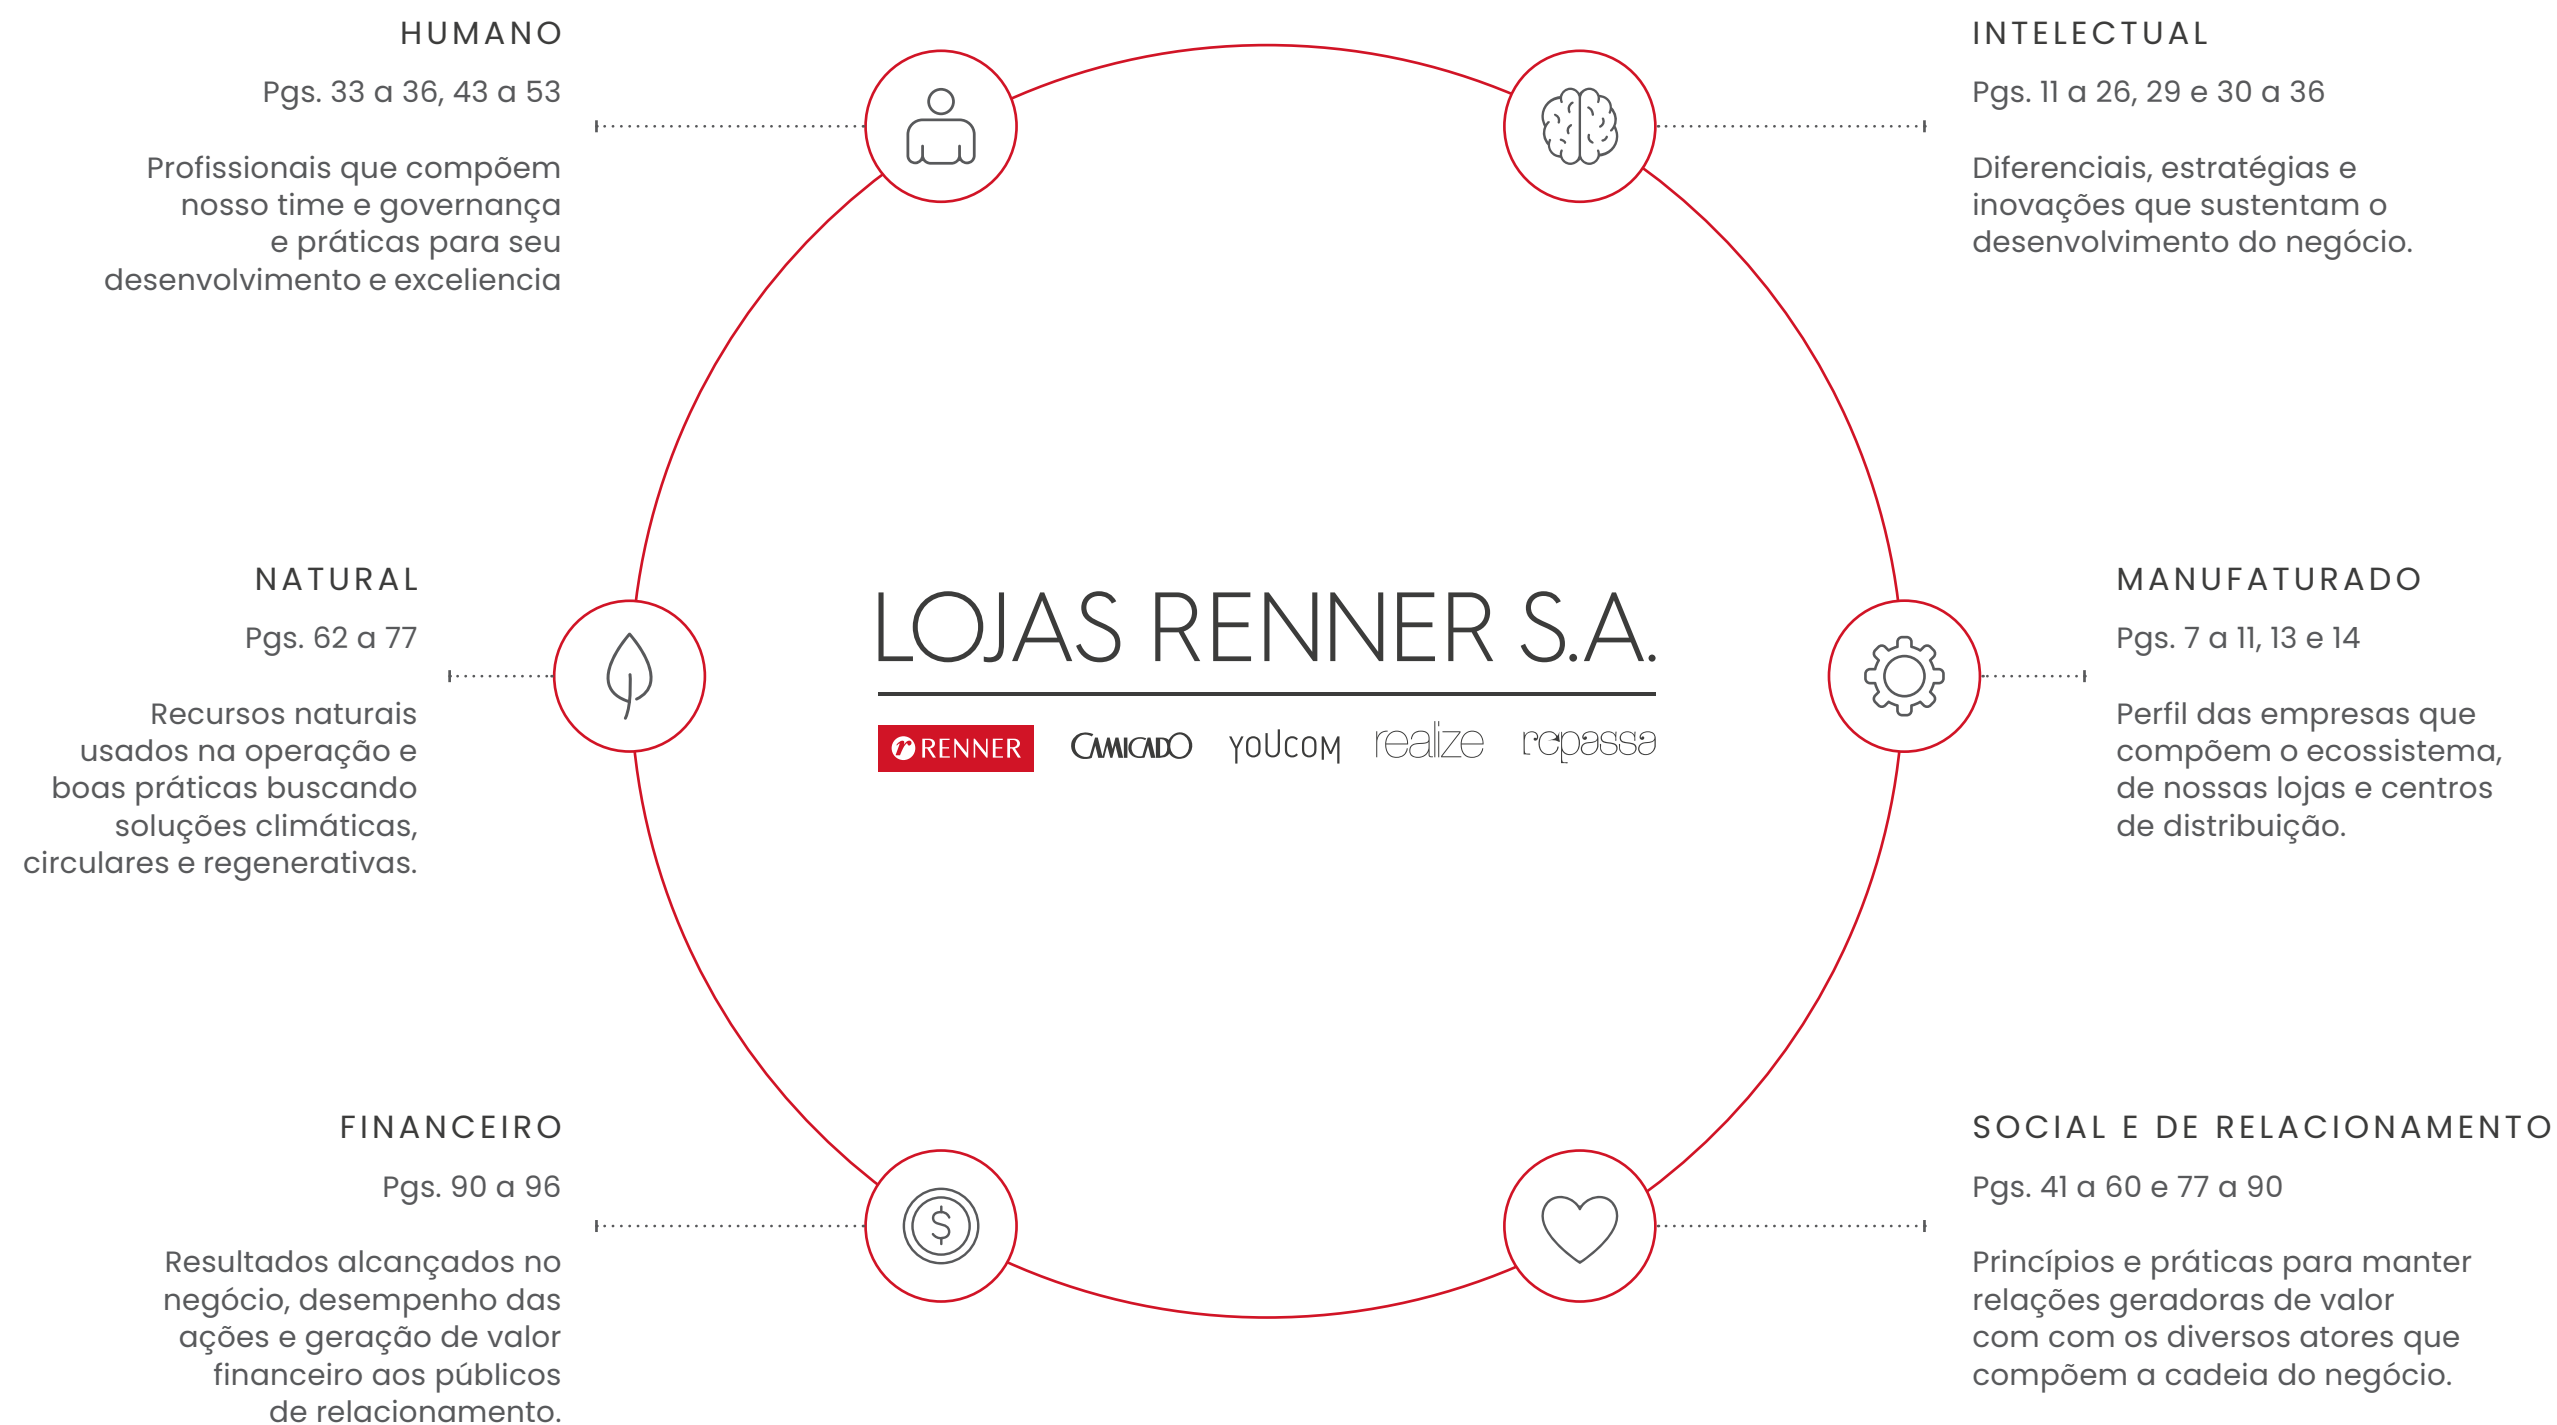 HUMANO
Pgs. 33 a 36, 43 a 53
Profissionais que compõem
nosso time e governança
e práticas para seu
desenvolvimento e exceliencia
INTELECTUAL
Pgs. 11 a 26, 29 e 30 a 36
Diferenciais, estratégias e
inovações que sustentam o
desenvolvimento do negócio.
NATURAL
Pgs. 62 a 77
Recursos naturais
usados na operação e
boas práticas buscando
soluções climáticas,
circulares e regenerativas.
LOJAS RENNER S.A.
r RENNER CAMICADO YOUCOM realize repassa
MANUFATURADO
Pgs. 7 a 11, 13 e 14
Perfil das empresas que
compõem o ecossistema,
de nossas lojas e centros
de distribuição.
FINANCEIRO
Pgs. 90 a 96
$
Resultados alcançados no
negócio, desempenho das
ações e geração de valor
financeiro aos públicos
de relacionamento.
SOCIAL E DE RELACIONAMENTO
Pgs. 41 a 60 e 77 a 90
Princípios e práticas para manter
relações geradoras de valor
com com os diversos atores que
compõem a cadeia do negócio.